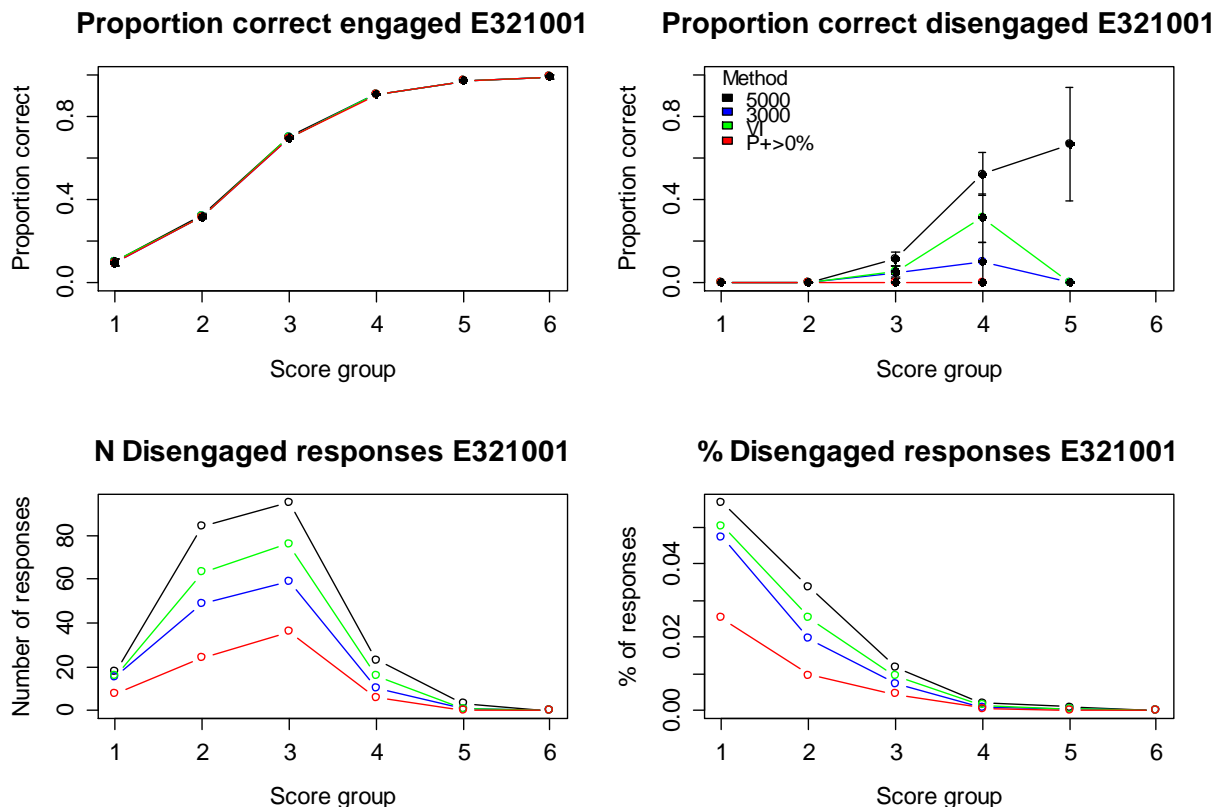 Proportion correct engaged E321001
Proportion correct
0.0 0.4 0.8
1 2 3 4 5 6
Score group
Proportion correct disengaged E321001
Proportion correct
0.0 0.4 0.8
Method
5000
3000
VI
P+>0%
1 2 3 4 5 6
Score group
N Disengaged responses E321001
Number of responses
0 20 40 60 80
1 2 3 4 5 6
Score group
% Disengaged responses E321001
% of responses
0.00 0.02 0.04
1 2 3 4 5 6
Score group